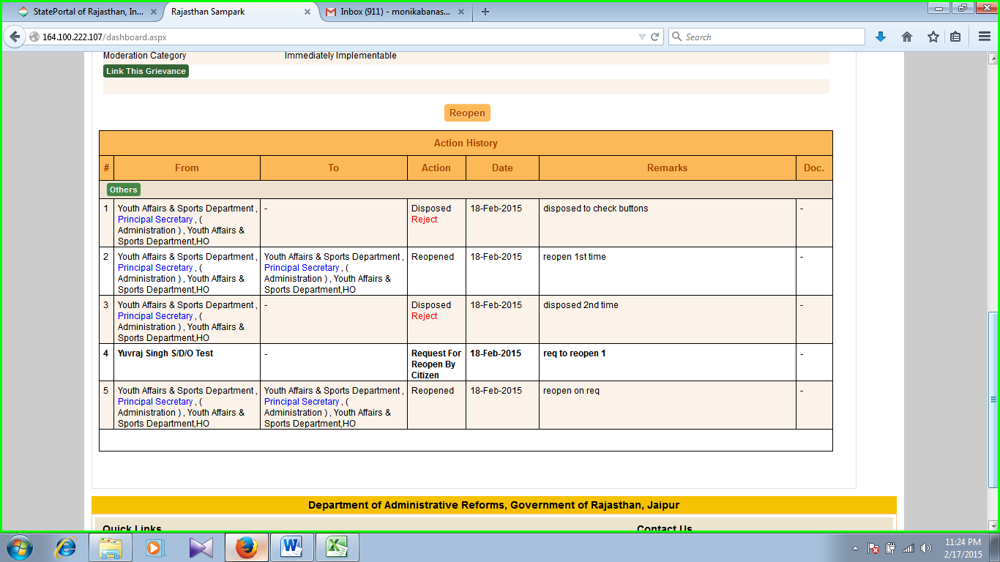 StatePortal of Rajasthan, In... × Rajasthan Sampark × Inbox (911) - monikabanas... × +
164.100.222.107/dashboard.aspx Search
Moderation Category Immediately Implementable
Link This Grievance
Reopen
Action History
# From To Action Date Remarks Doc.
Others
1 Youth Affairs & Sports Department , - Disposed 18-Feb-2015 disposed to check buttons -
Principal Secretary , ( Reject
Administration ) , Youth Affairs &
Sports Department,HO
2 Youth Affairs & Sports Department , Youth Affairs & Sports Department , Reopened 18-Feb-2015 reopen 1st time -
Principal Secretary , ( Principal Secretary , (
Administration ) , Youth Affairs & Administration ) , Youth Affairs &
Sports Department,HO Sports Department,HO
3 Youth Affairs & Sports Department , - Disposed 18-Feb-2015 disposed 2nd time -
Principal Secretary , ( Reject
Administration ) , Youth Affairs &
Sports Department,HO
4 Yuvraj Singh S/D/O Test - Request For 18-Feb-2015 req to reopen 1 -
Reopen By
Citizen
5 Youth Affairs & Sports Department , Youth Affairs & Sports Department , Reopened 18-Feb-2015 reopen on req -
Principal Secretary , ( Principal Secretary , (
Administration ) , Youth Affairs & Administration ) , Youth Affairs &
Sports Department,HO Sports Department,HO
Department of Administrative Reforms, Government of Rajasthan, Jaipur
Quick Links Contact Us
11:24 PM
2/17/2015